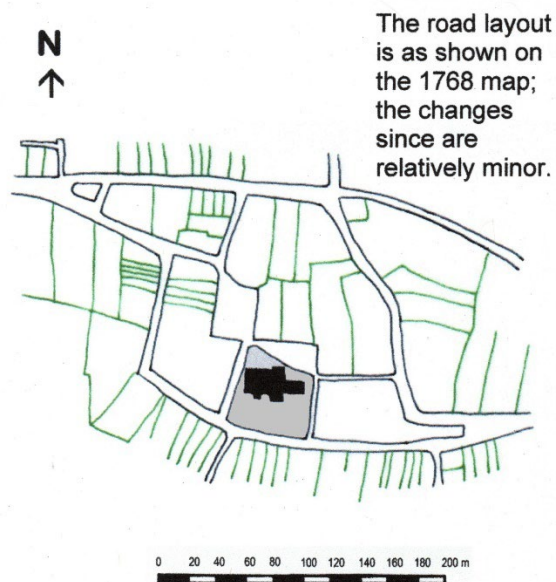 N
The road layout
is as shown on
the 1768 map;
the changes
since are
relatively minor.
0 20 40 60 80 100 120 140 160 180 200 m